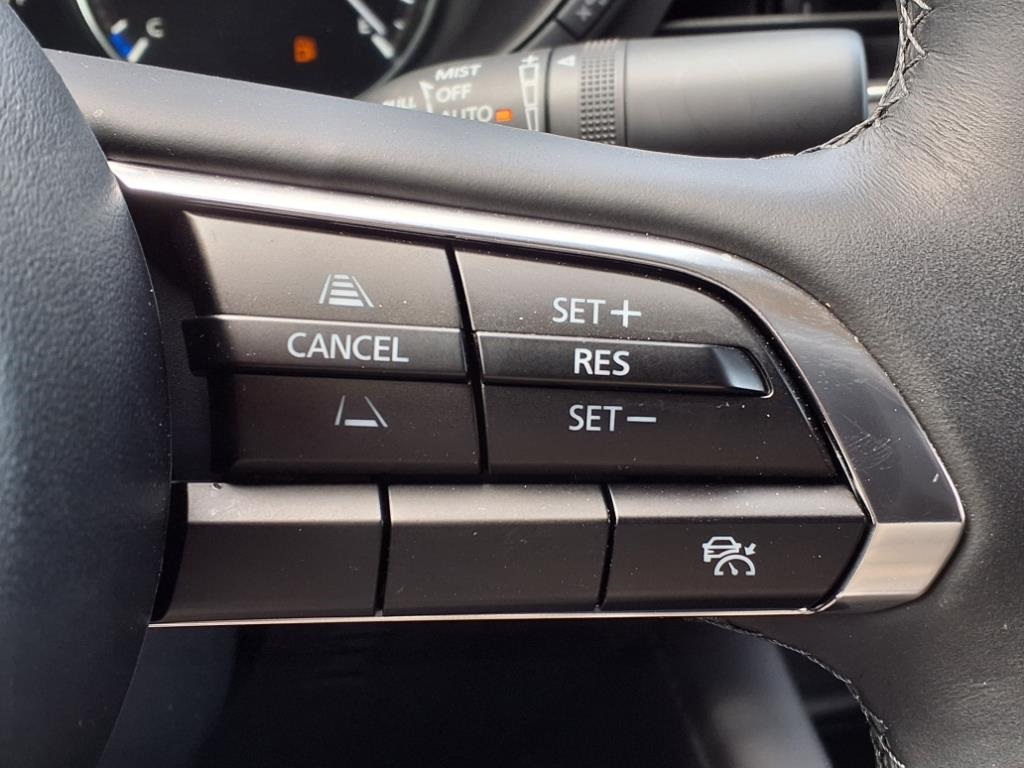 C
MIST
OFF
AUTO
SET+
CANCEL
RES
SET−